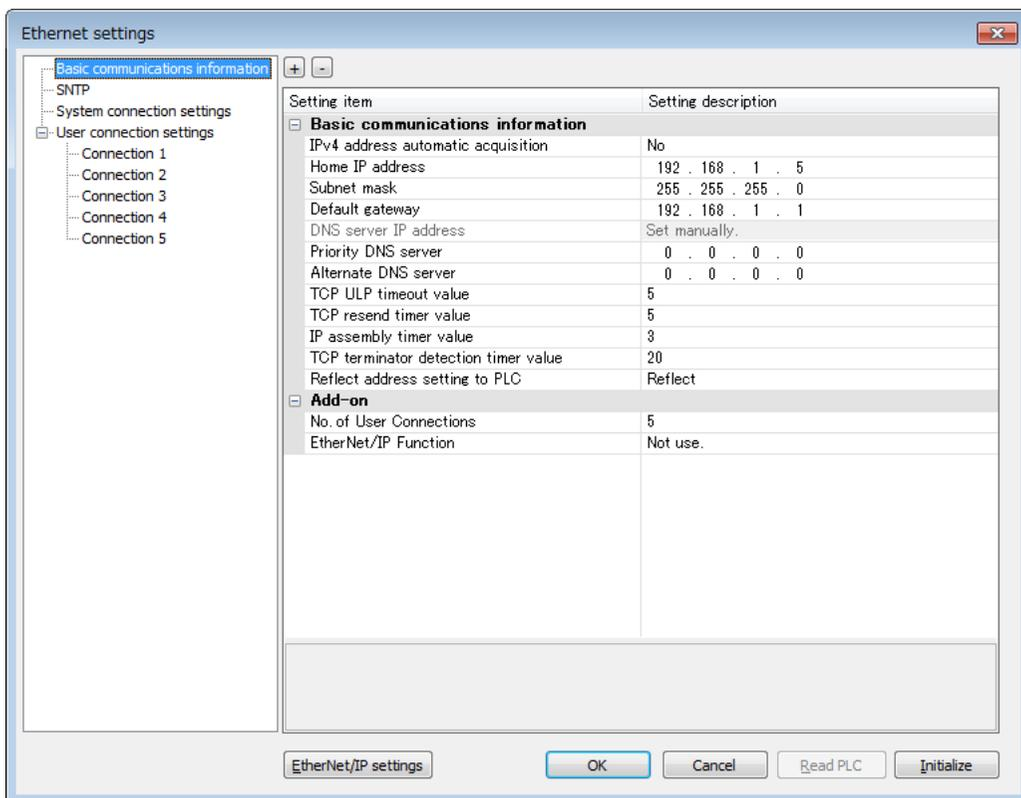 Ethernet settings
Basic communications information
SNTP
System connection settings
User connection settings
Connection 1
Connection 2
Connection 3
Connection 4
Connection 5
+ -
Setting item Setting description
Basic communications information
IPv4 address automatic acquisition No
Home IP address 192 . 168 . 1 . 5
Subnet mask 255 . 255 . 255 . 0
Default gateway 192 . 168 . 1 . 1
DNS server IP address Set manually.
Priority DNS server 0 . 0 . 0 . 0
Alternate DNS server 0 . 0 . 0 . 0
TCP ULP timeout value 5
TCP resend timer value 5
IP assembly timer value 3
TCP terminator detection timer value 20
Reflect address setting to PLC Reflect
Add-on
No. of User Connections 5
EtherNet/IP Function Not use.
EtherNet/IP settings OK Cancel Read PLC Initialize